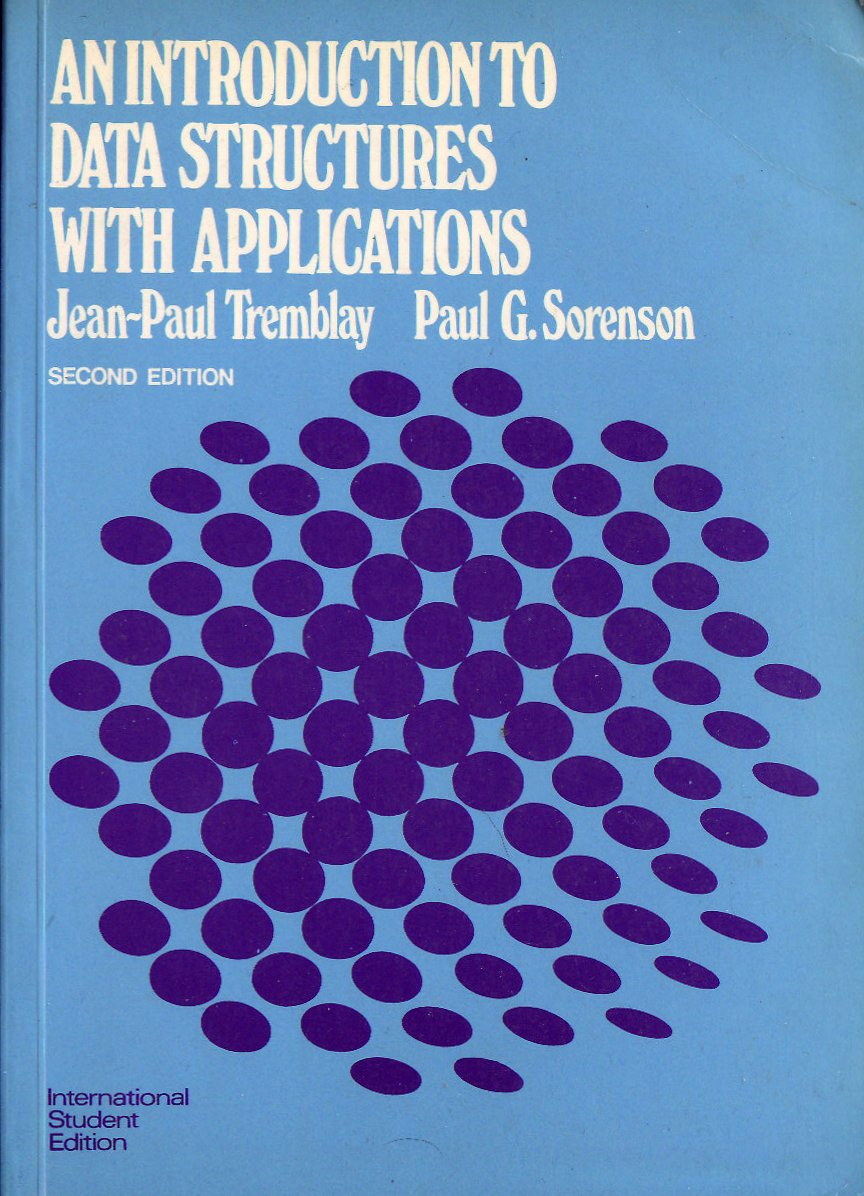 AN INTRODUCTION TO
DATA STRUCTURES
WITH APPLICATIONS
Jean-Paul Tremblay Paul G. Sorenson
SECOND EDITION
International
Student
Edition